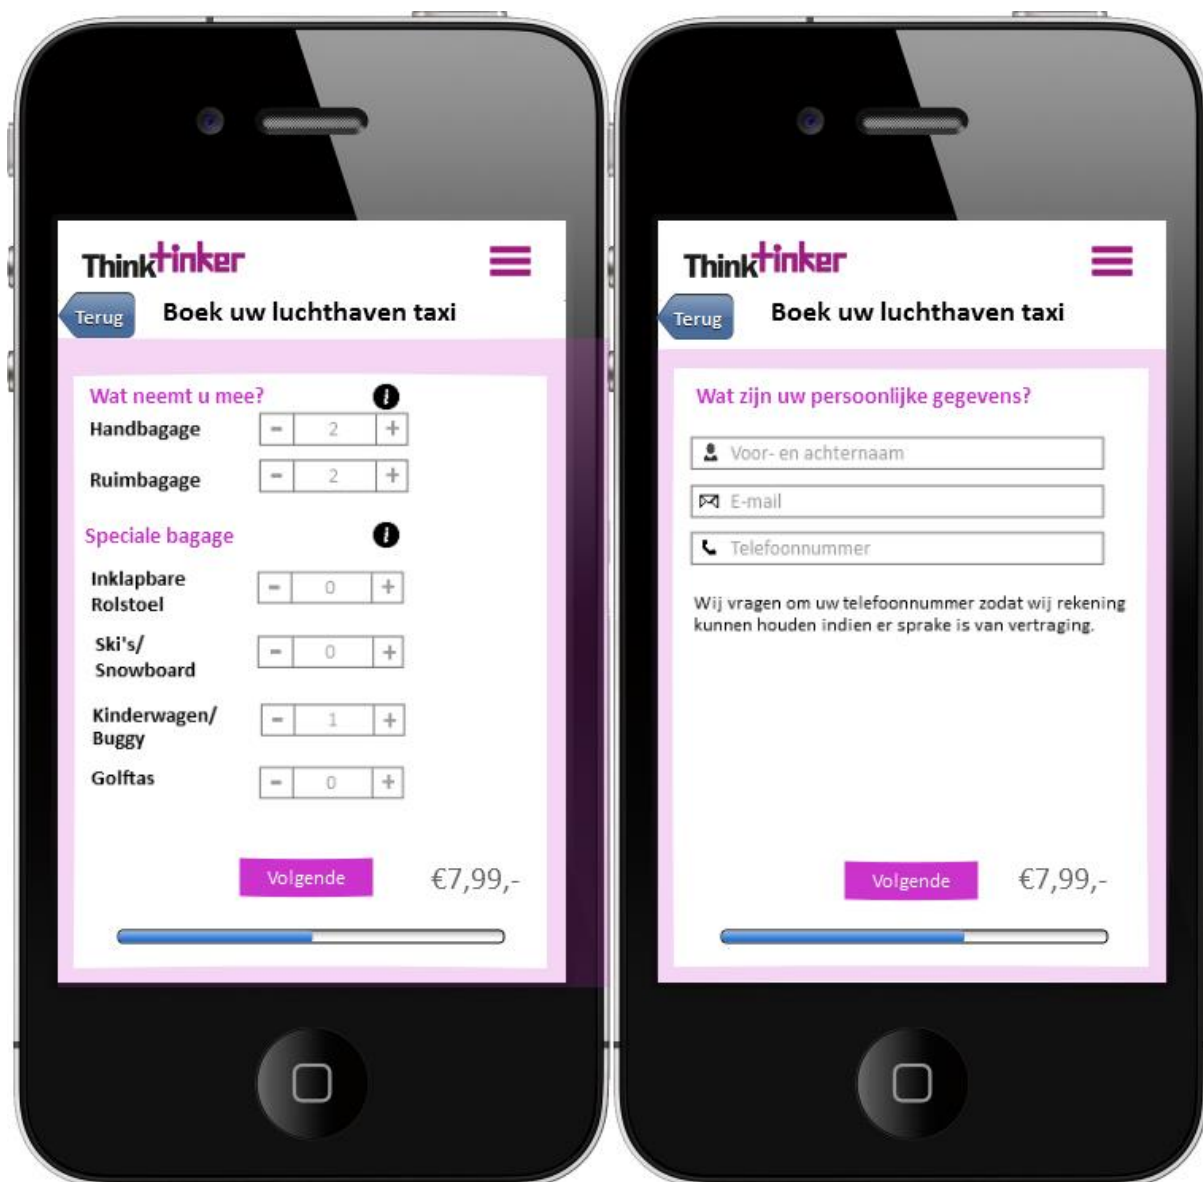 Thinktinker
Terug
Boek uw luchthaven taxi
Wat neemt u mee?
i
Handbagage
- 2 +
Ruimbagage
- 2 +
Speciale bagage
i
Inklapbare
Rolstoel
- 0 +
Ski's/
Snowboard
- 0 +
Kinderwagen/
Buggy
- 1 +
Golftas
- 0 +
Volgende
€7,99,-
Thinktinker
Terug
Boek uw luchthaven taxi
Wat zijn uw persoonlijke gegevens?
Voor- en achternaam
E-mail
Telefoonnummer
Wij vragen om uw telefoonnummer zodat wij rekening
kunnen houden indien er sprake is van vertraging.
Volgende
€7,99,-